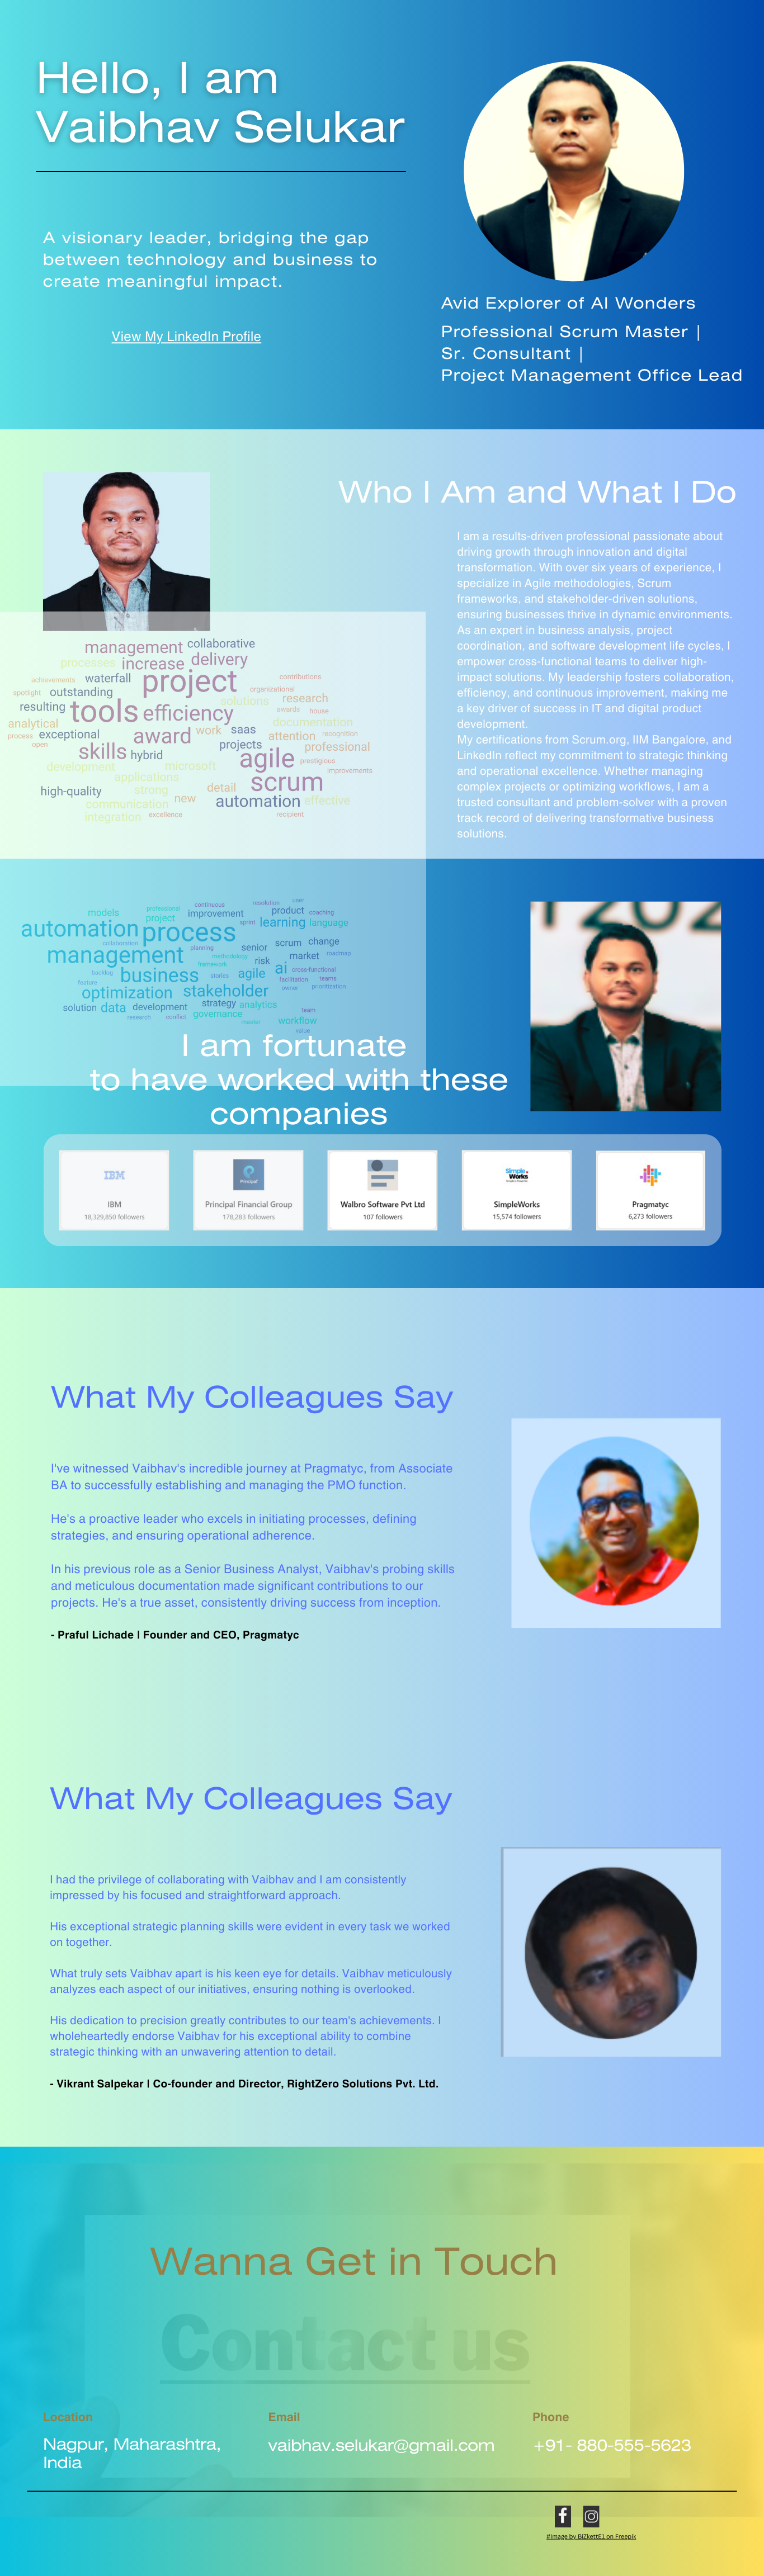 Hello, I am
Vaibhav Selukar
A visionary leader, bridging the gap
between technology and business to
create meaningful impact.
View My LinkedIn Profile
Avid Explorer of AI Wonders
Professional Scrum Master |
Sr. Consultant |
Project Management Office Lead
Who I Am and What I Do
I am a results-driven professional passionate about
driving growth through innovation and digital
transformation. With over six years of experience, I
specialize in Agile methodologies, Scrum
frameworks, and stakeholder-driven solutions,
ensuring businesses thrive in dynamic environments.
As an expert in business analysis, project
coordination, and software development life cycles, I
empower cross-functional teams to deliver high-
impact solutions. My leadership fosters collaboration,
efficiency, and continuous improvement, making me
a key driver of success in IT and digital product
development.
My certifications from Scrum.org, IIM Bangalore, and
LinkedIn reflect my commitment to strategic thinking
and operational excellence. Whether managing
complex projects or optimizing workflows, I am a
trusted consultant and problem-solver with a proven
track record of delivering transformative business
solutions.
management collaborative
processes increase delivery
achievements waterfall project contributions
spotlight outstanding solutions organizational research
resulting tools efficiency awards house
analytical award work saas documentation
process exceptional projects attention recognition
open skills hybrid agile professional
development microsoft prestigious
applications scrum improvements
high-quality strong detail
communication new automation effective
integration excellence recipient
models professional continuous resolution user
project improvement product coaching
automation process sprint learning language
collaboration planning senior scrum change
management methodology risk market roadmap
framework ai cross-functional
backlog business stories agile facilitation teams
feature optimization stakeholder owner prioritization
solution data development strategy analytics
research conflict governance team
master workflow
value
I am fortunate
to have worked with these
companies
IBM
IBM
18,329,850 followers
Principal
Principal Financial Group
178,283 followers
Walbro Software Pvt Ltd
107 followers
Simple
Works
SimpleWorks
15,574 followers
Pragmatyc
6,273 followers
What My Colleagues Say
I've witnessed Vaibhav's incredible journey at Pragmatyc, from Associate
BA to successfully establishing and managing the PMO function.
He's a proactive leader who excels in initiating processes, defining
strategies, and ensuring operational adherence.
In his previous role as a Senior Business Analyst, Vaibhav's probing skills
and meticulous documentation made significant contributions to our
projects. He's a true asset, consistently driving success from inception.
- Praful Lichade | Founder and CEO, Pragmatyc
What My Colleagues Say
I had the privilege of collaborating with Vaibhav and I am consistently
impressed by his focused and straightforward approach.
His exceptional strategic planning skills were evident in every task we worked
on together.
What truly sets Vaibhav apart is his keen eye for details. Vaibhav meticulously
analyzes each aspect of our initiatives, ensuring nothing is overlooked.
His dedication to precision greatly contributes to our team's achievements. I
wholeheartedly endorse Vaibhav for his exceptional ability to combine
strategic thinking with an unwavering attention to detail.
- Vikrant Salpekar | Co-founder and Director, RightZero Solutions Pvt. Ltd.
Wanna Get in Touch
Contact us
Location
Nagpur, Maharashtra,
India
Email
vaibhav.selukar@gmail.com
Phone
+91- 880-555-5623
#Image by BiZkettE1 on Freepik